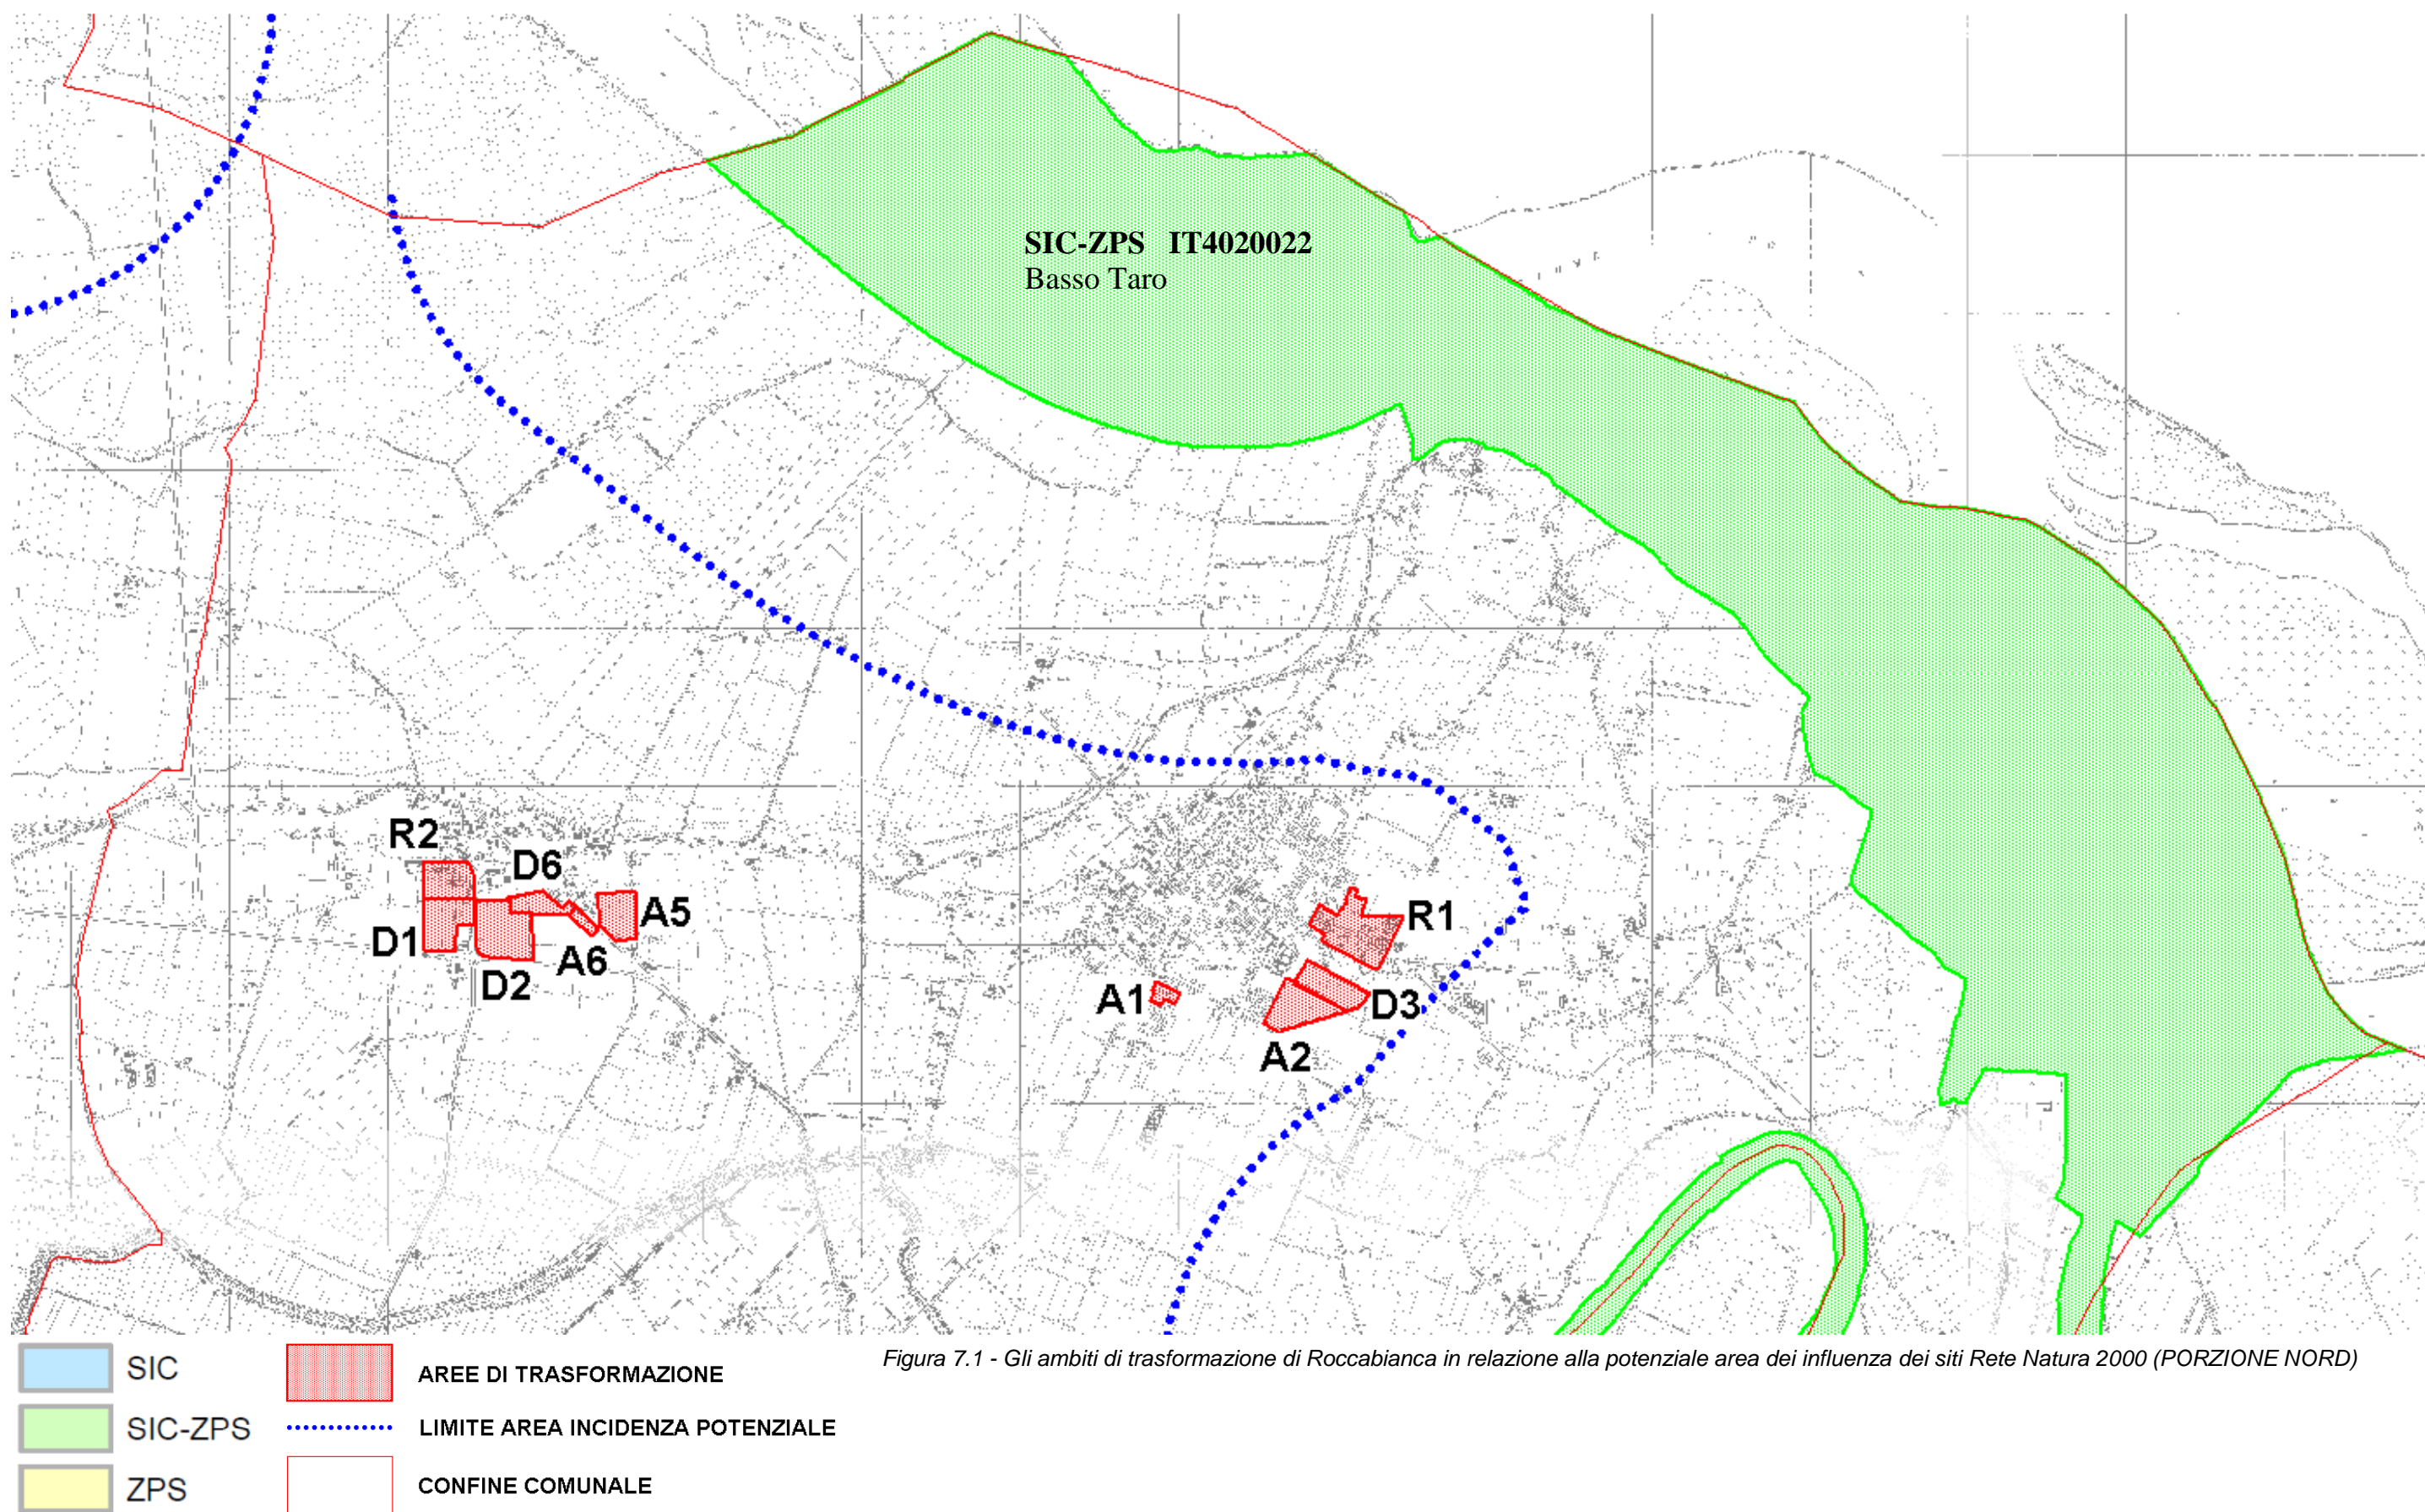 SIC-ZPS IT4020022
Basso Taro
R2
D6
A5
D1
A6
D2
R1
A1
D3
A2
Figura 7.1 - Gli ambiti di trasformazione di Roccabianca in relazione alla potenziale area dei influenza dei siti Rete Natura 2000 (PORZIONE NORD)
SIC
AREE DI TRASFORMAZIONE
SIC-ZPS
LIMITE AREA INCIDENZA POTENZIALE
ZPS
CONFINE COMUNALE